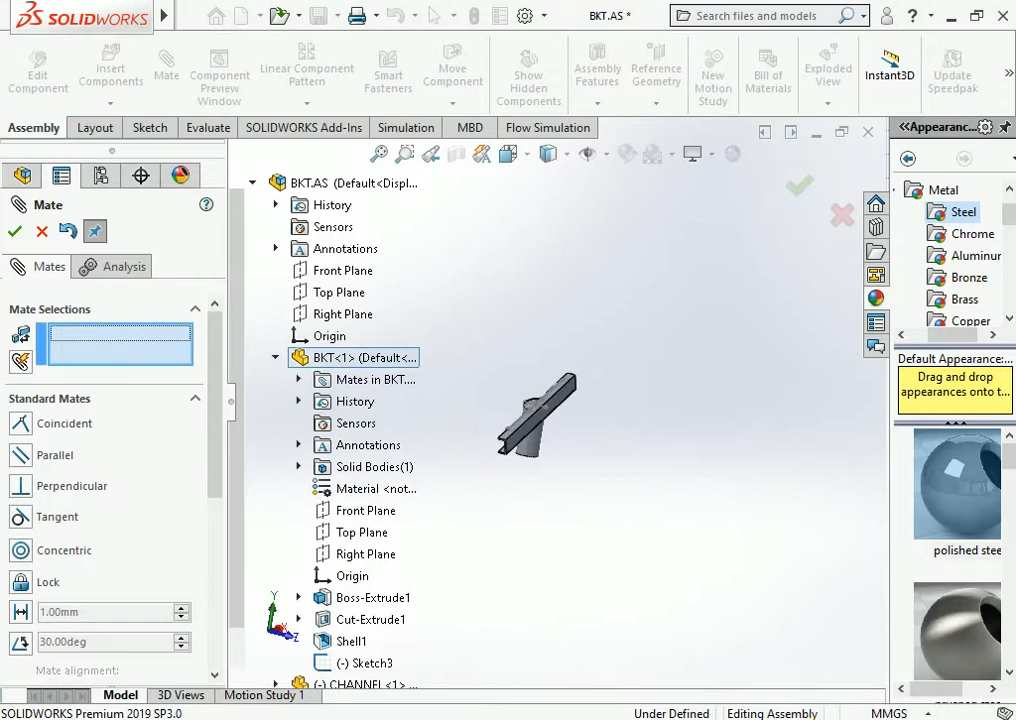 SOLIDWORKS
BKT.AS *
Search files and models
Edit Component
Insert Components
Mate
Component Preview Window
Linear Component Pattern
Smart Fasteners
Move Component
Show Hidden Components
Assembly Features
Reference Geometry
New Motion Study
Bill of Materials
Exploded View
Instant3D
Update Speedpak
Assembly
Layout
Sketch
Evaluate
SOLIDWORKS Add-Ins
Simulation
MBD
Flow Simulation
Mate
Mates
Analysis
Mate Selections
Standard Mates
Coincident
Parallel
Perpendicular
Tangent
Concentric
Lock
1.00mm
30.00deg
Mate alignment:
BKT.AS (Default<Displ...
History
Sensors
Annotations
Front Plane
Top Plane
Right Plane
Origin
BKT<1> (Default<...
Mates in BKT....
History
Sensors
Annotations
Solid Bodies(1)
Material <not...
Front Plane
Top Plane
Right Plane
Origin
Boss-Extrude1
Cut-Extrude1
Shell1
(-) Sketch3
(-) CHANNEL<1>
Y
X
Z
<<Appearanc...
Metal
Steel
Chrome
Aluminur
Bronze
Brass
Copper
Default Appearance:...
Drag and drop
appearances onto t...
polished stee
Model
3D Views
Motion Study 1
SOLIDWORKS Premium 2019 SP3.0
Under Defined
Editing Assembly
MMGS